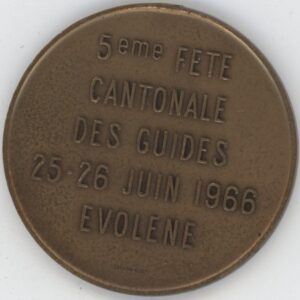 5eme FETE
CANTONALE
DES GUIDES
25-26 JUIN 1966
EVOLENE